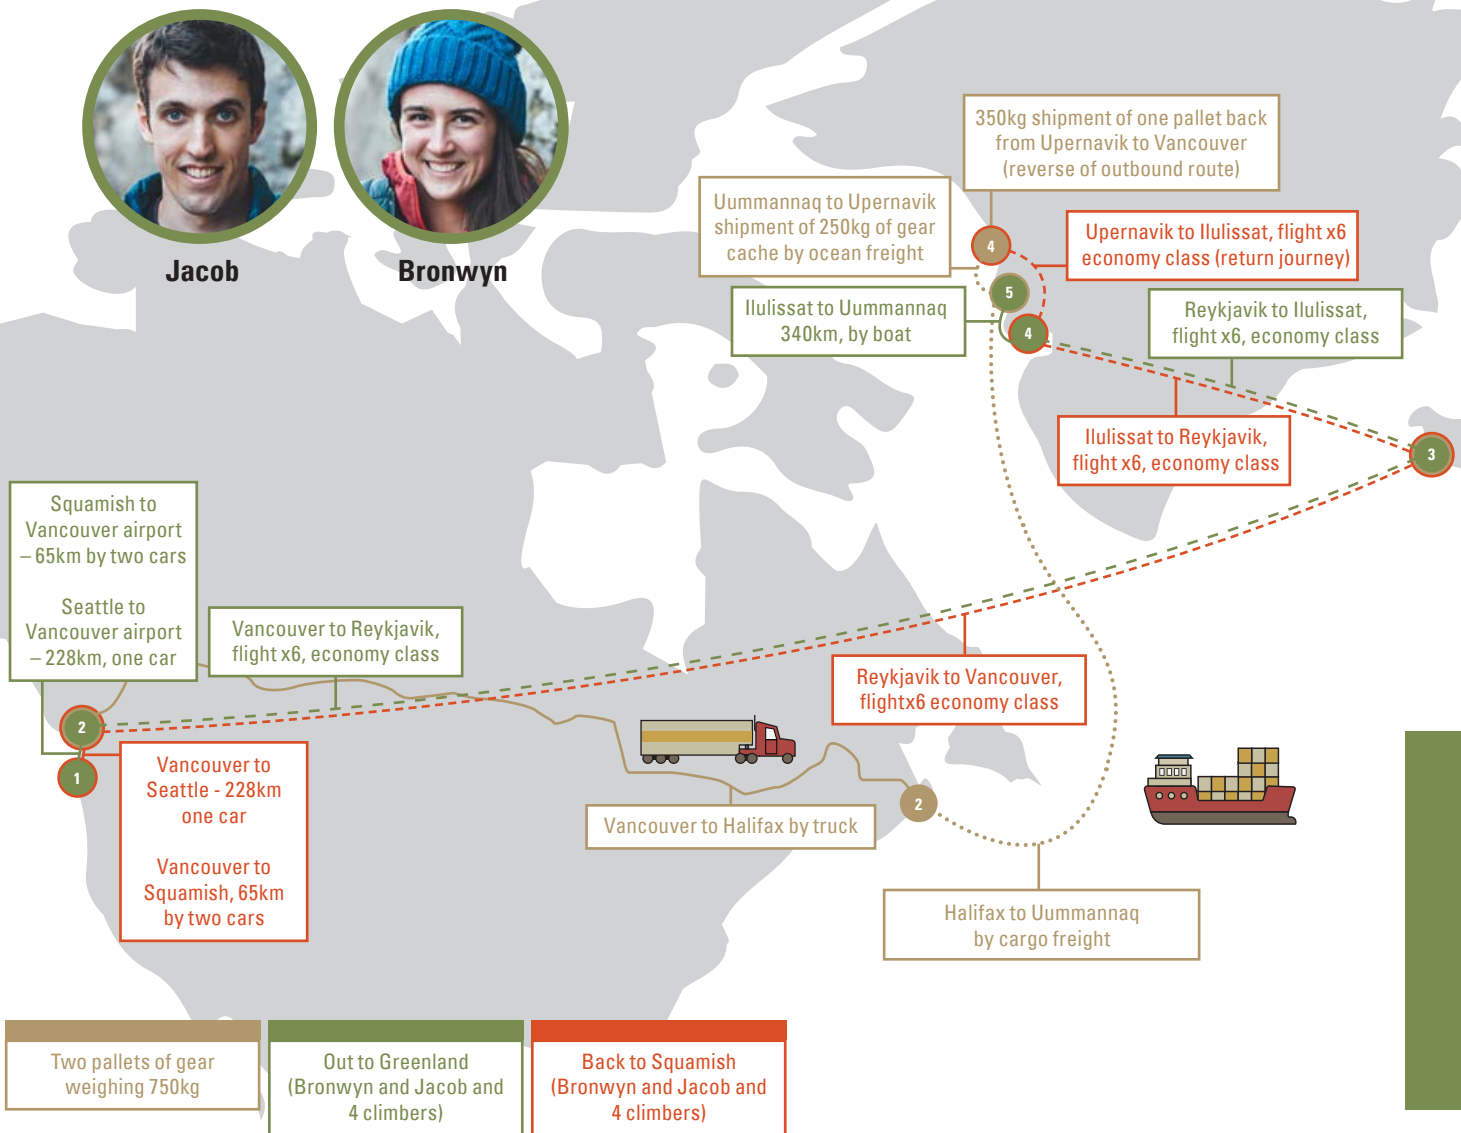 Jacob
Bronwyn
350kg shipment of one pallet back
from Upernavik to Vancouver
(reverse of outbound route)
Uummannaq to Upernavik
shipment of 250kg of gear
cache by ocean freight
4
Upernavik to Ilulissat, flight x6
economy class (return journey)
5
Ilulissat to Uummannaq
340km, by boat
4
Reykjavik to Ilulissat,
flight x6, economy class
Ilulissat to Reykjavik,
flight x6, economy class
3
Squamish to
Vancouver airport
– 65km by two cars
Seattle to
Vancouver airport
– 228km, one car
Vancouver to Reykjavik,
flight x6, economy class
Reykjavik to Vancouver,
flightx6 economy class
2
1
Vancouver to
Seattle - 228km
one car
Vancouver to
Squamish, 65km
by two cars
Vancouver to Halifax by truck
2
Halifax to Uummannaq
by cargo freight
Two pallets of gear
weighing 750kg
Out to Greenland
(Bronwyn and Jacob and
4 climbers)
Back to Squamish
(Bronwyn and Jacob and
4 climbers)